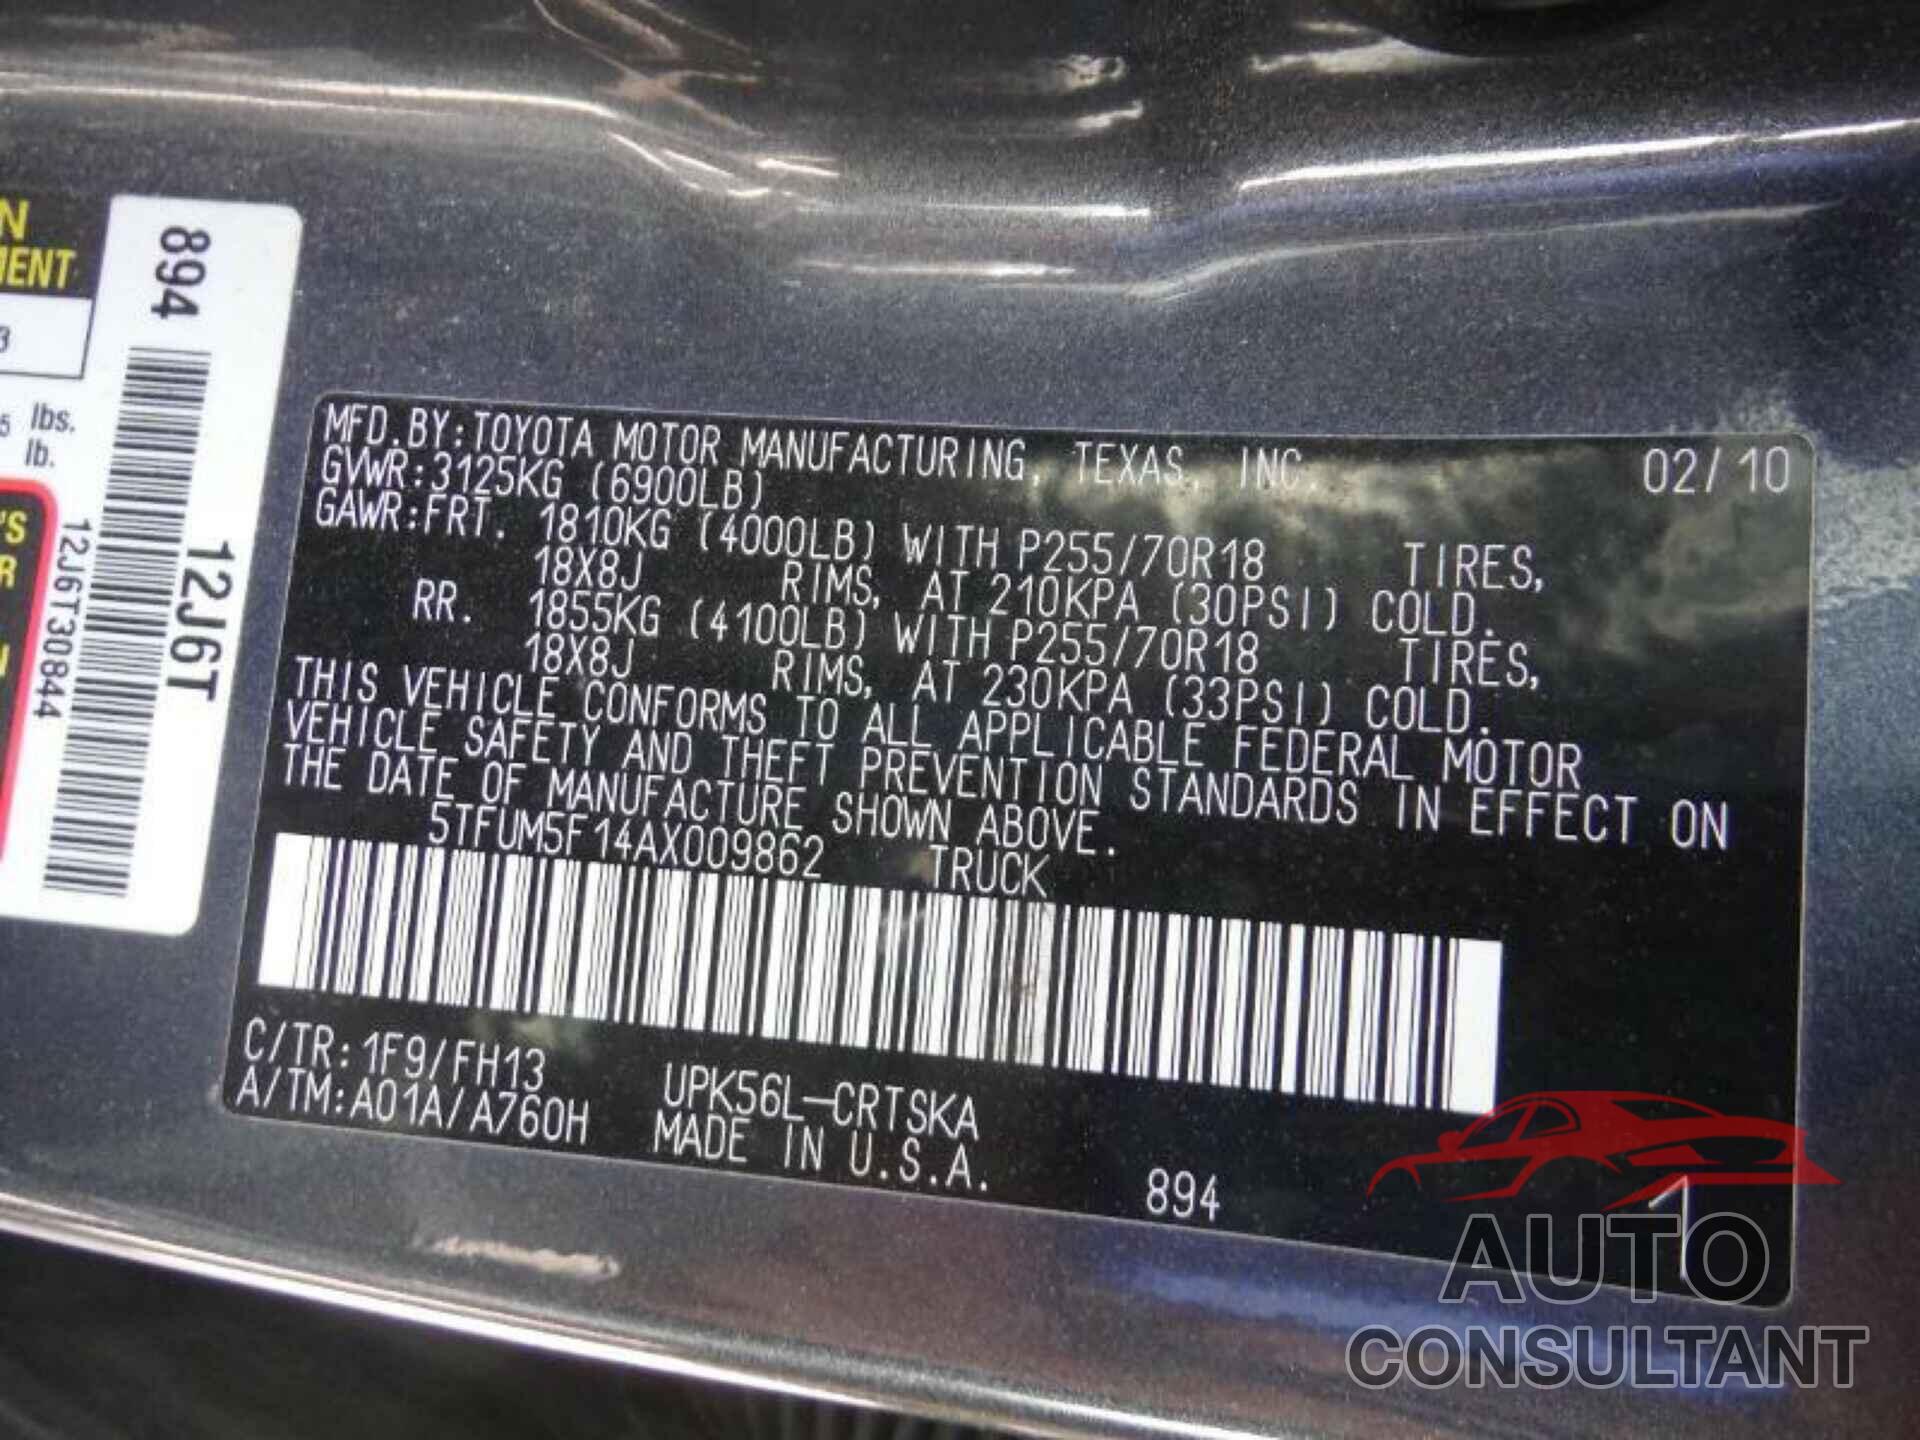 N
MENT
3
5 lbs.
lb.
'S
R
N
894
12J6T
12J6T30844
MFD.BY:TOYOTA MOTOR MANUFACTURING, TEXAS, INC. 02/10
GVWR:3125KG (6900LB)
GAWR:FRT. 1810KG (4000LB) WITH P255/70R18 TIRES,
18X8J RIMS, AT 210KPA (30PSI) COLD.
RR. 1855KG (4100LB) WITH P255/70R18 TIRES,
18X8J RIMS, AT 230KPA (33PSI) COLD.
THIS VEHICLE CONFORMS TO ALL APPLICABLE FEDERAL MOTOR
VEHICLE SAFETY AND THEFT PREVENTION STANDARDS IN EFFECT ON
THE DATE OF MANUFACTURE SHOWN ABOVE.
5TFUM5F14AX009862 TRUCK
C/TR:1F9/FH13 UPK56L-CRTSKA
A/TM:A01A/A760H MADE IN U.S.A.
894 1
AUTO
CONSULTANT